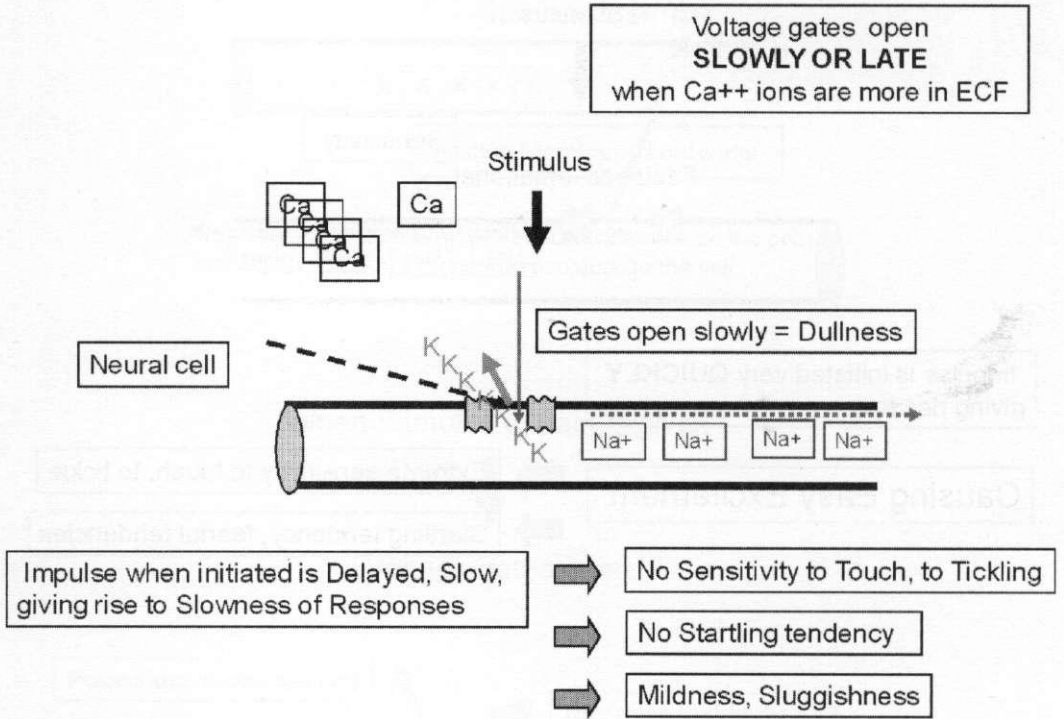 Voltage gates open
SLOWLY OR LATE
when Ca++ ions are more in ECF
Stimulus
Ca
Ca
Ca
Ca
Ca
Gates open slowly = Dullness
Neural cell
K
K
K
K
K
K
K
Na+
Na+
Na+
Na+
Impulse when initiated is Delayed, Slow,
giving rise to Slowness of Responses
No Sensitivity to Touch, to Tickling
No Startling tendency
Mildness, Sluggishness